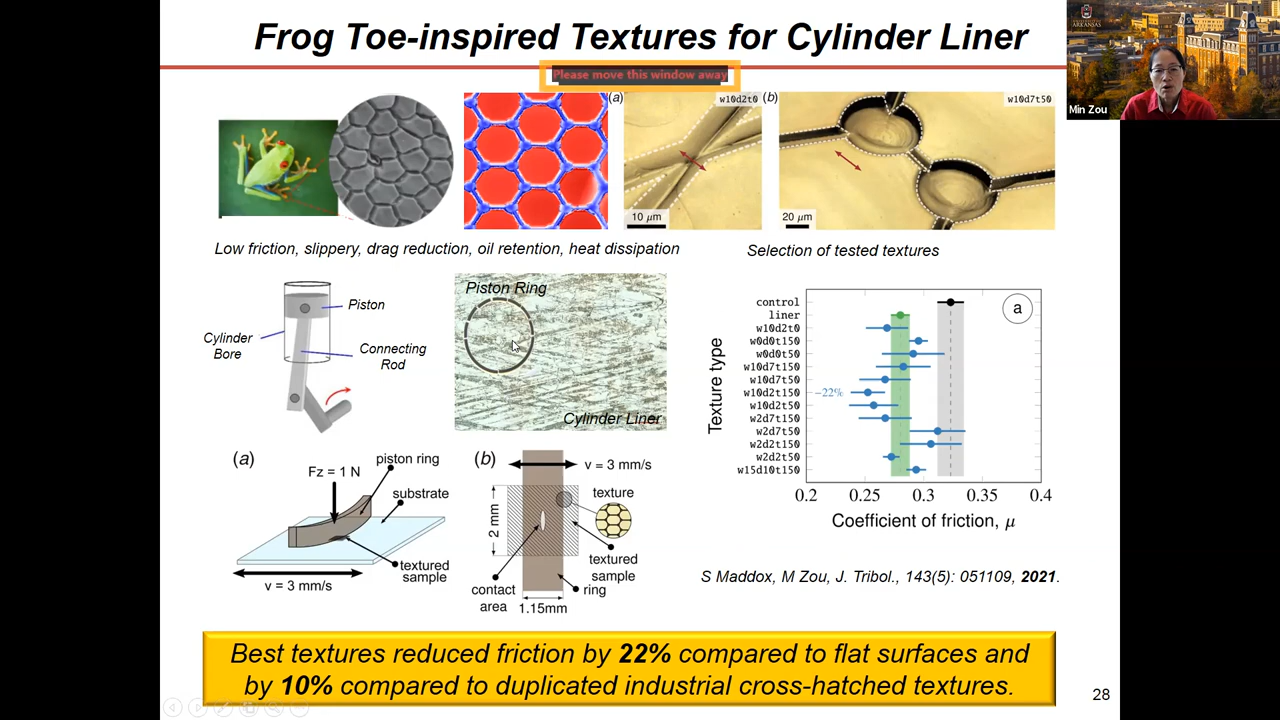 Frog Toe-inspired Textures for Cylinder Liner
Please move this window away
ARKANSAS
Min Zou
(a)
w10d2t0
10 μm
(b)
w10d7t50
20 μm
Low friction, slippery, drag reduction, oil retention, heat dissipation
Selection of tested textures
Piston
Cylinder
Bore
Connecting
Rod
Piston Ring
Cylinder Liner
a
Texture type
control
liner
w10d2t0
w0d0t150
w0d0t50
w10d7t150
w10d7t50
w10d2t150
w10d2t50
w2d7t150
w2d7t50
w2d2t150
w2d2t50
w15d10t150
−22%
0.2 0.25 0.3 0.35 0.4
Coefficient of friction, μ
(a)
Fz = 1 N
piston ring
substrate
textured
sample
v = 3 mm/s
(b)
v = 3 mm/s
2 mm
texture
textured
sample
contact
area
ring
1.15mm
S Maddox, M Zou, J. Tribol., 143(5): 051109, 2021.
Best textures reduced friction by 22% compared to flat surfaces and
by 10% compared to duplicated industrial cross-hatched textures.
28